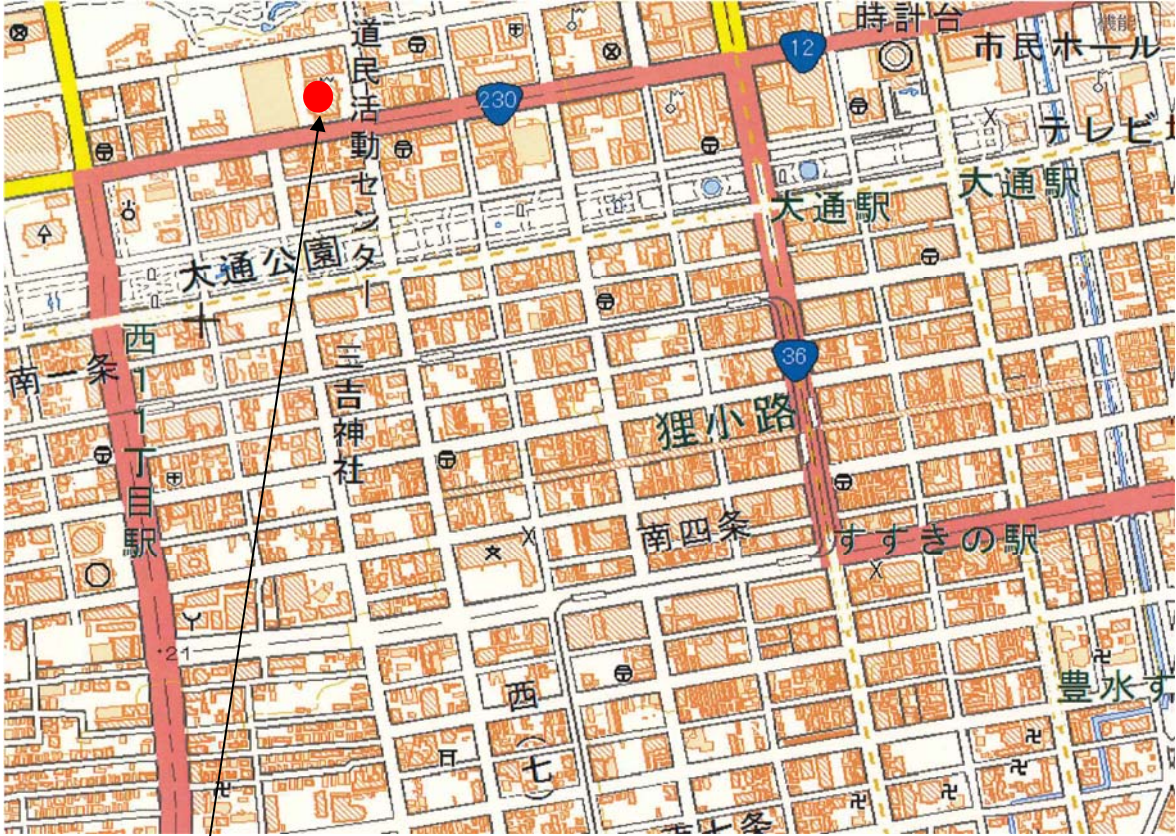 時計台
機能
市民ホール
12
230
道民活動センター
テレビ
大通駅
大通駅
大通公園
西11丁目駅
南一条
三吉神社
36
狸小路
南四条
すすきの駅
・21
西(七)
豊水す